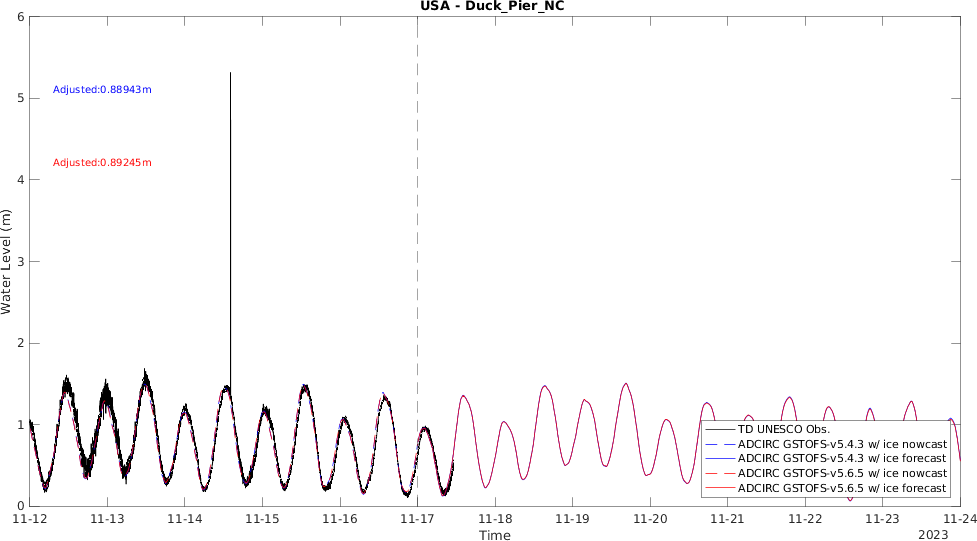 USA - Duck_Pier_NC
6
5
4
3
2
1
0
Water Level (m)
Adjusted:0.88943m
Adjusted:0.89245m
TD UNESCO Obs.
ADCIRC GSTOFS-v5.4.3 w/ ice nowcast
ADCIRC GSTOFS-v5.4.3 w/ ice forecast
ADCIRC GSTOFS-v5.6.5 w/ ice nowcast
ADCIRC GSTOFS-v5.6.5 w/ ice forecast
11-12 11-13 11-14 11-15 11-16 11-17 11-18 11-19 11-20 11-21 11-22 11-23 11-24
Time
2023